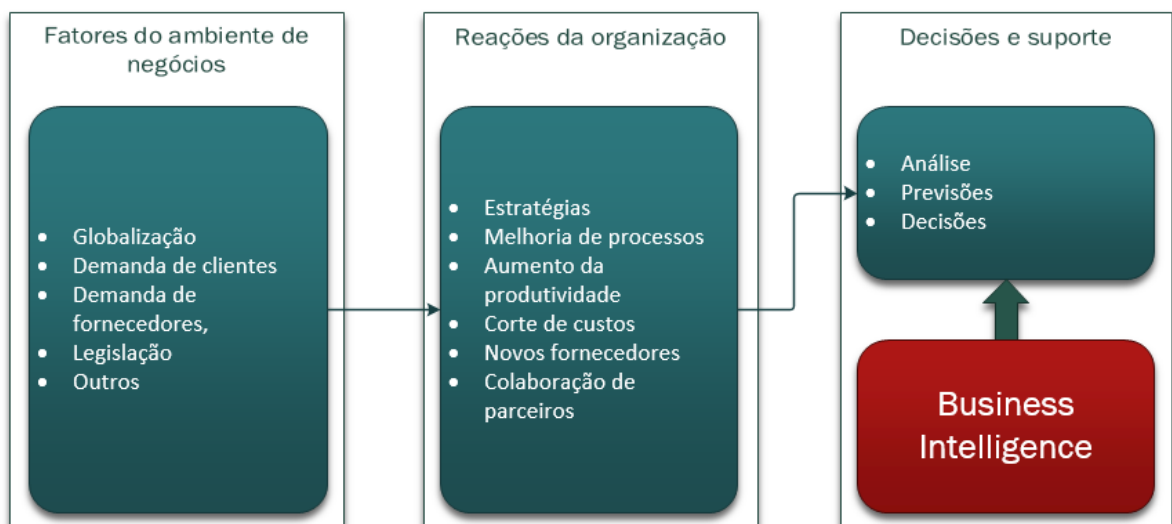 Fatores do ambiente de
negócios
• Globalização
• Demanda de clientes
• Demanda de
fornecedores,
• Legislação
• Outros
Reações da organização
• Estratégias
• Melhoria de processos
• Aumento da
produtividade
• Corte de custos
• Novos fornecedores
• Colaboração de
parceiros
Decisões e suporte
• Análise
• Previsões
• Decisões
Business
Intelligence